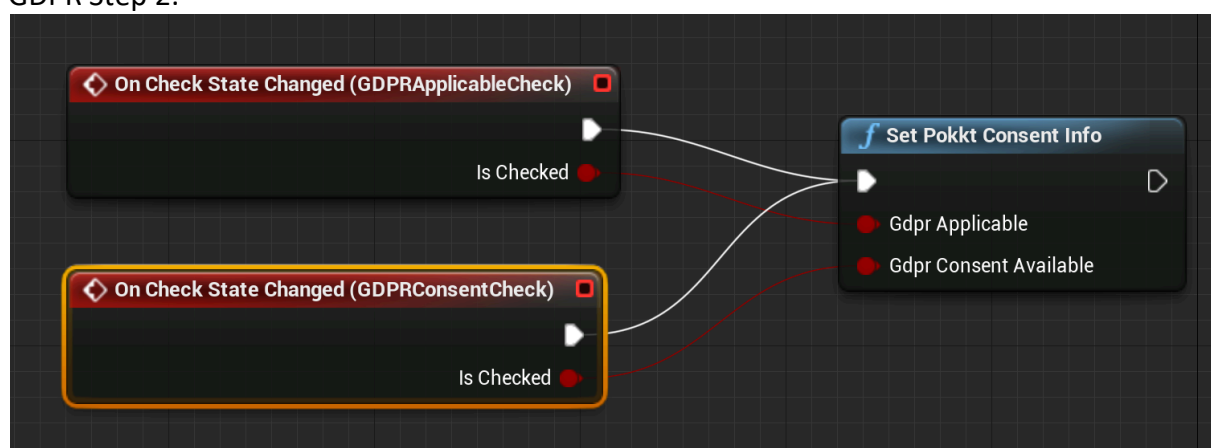 GDPR Step 2:
On Check State Changed (GDPRApplicableCheck)
Is Checked
f Set Pokkt Consent Info
Gdpr Applicable
Gdpr Consent Available
On Check State Changed (GDPRConsentCheck)
Is Checked